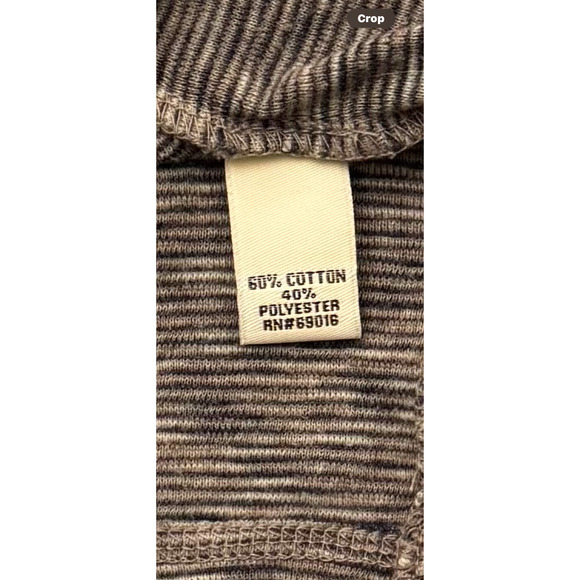 Crop
60% COTTON
40%
POLYESTER
RN#69016